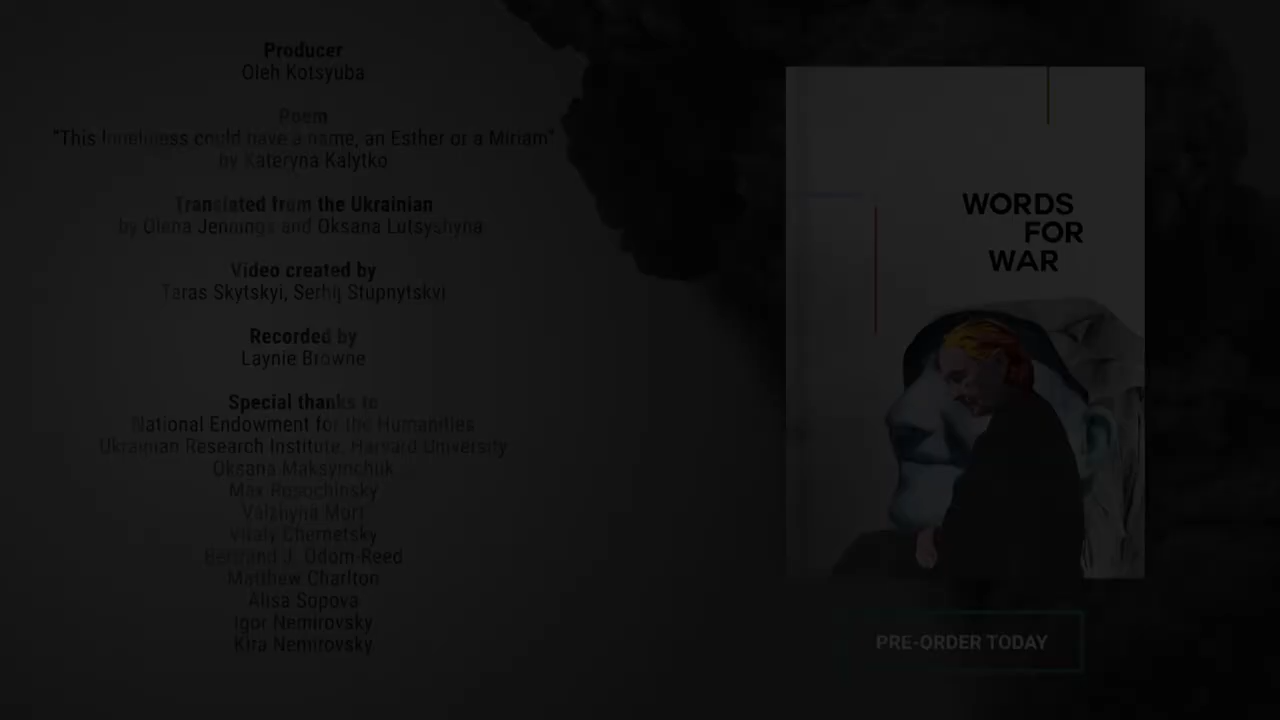 Producer
Oleh Kotsyuba
Poem
"This loneliness could have a name, an Esther or a Miriam"
by Kateryna Kalytko
Translated from the Ukrainian
by Olena Jennings and Oksana Lutsyshyna
Video created by
Taras Skytskyi, Serhij Stupnytskyi
Recorded by
Laynie Browne
Special thanks to
National Endowment for the Humanities
Ukrainian Research Institute, Harvard University
Oksana Maksymchuk
Max Rosochinsky
Valzhyna Mort
Vitaly Chernetsky
Bertrand J. Odom-Reed
Matthew Charlton
Alisa Sopova
Igor Nemirovsky
Kira Nemirovsky
WORDS
FOR
WAR
PRE-ORDER TODAY